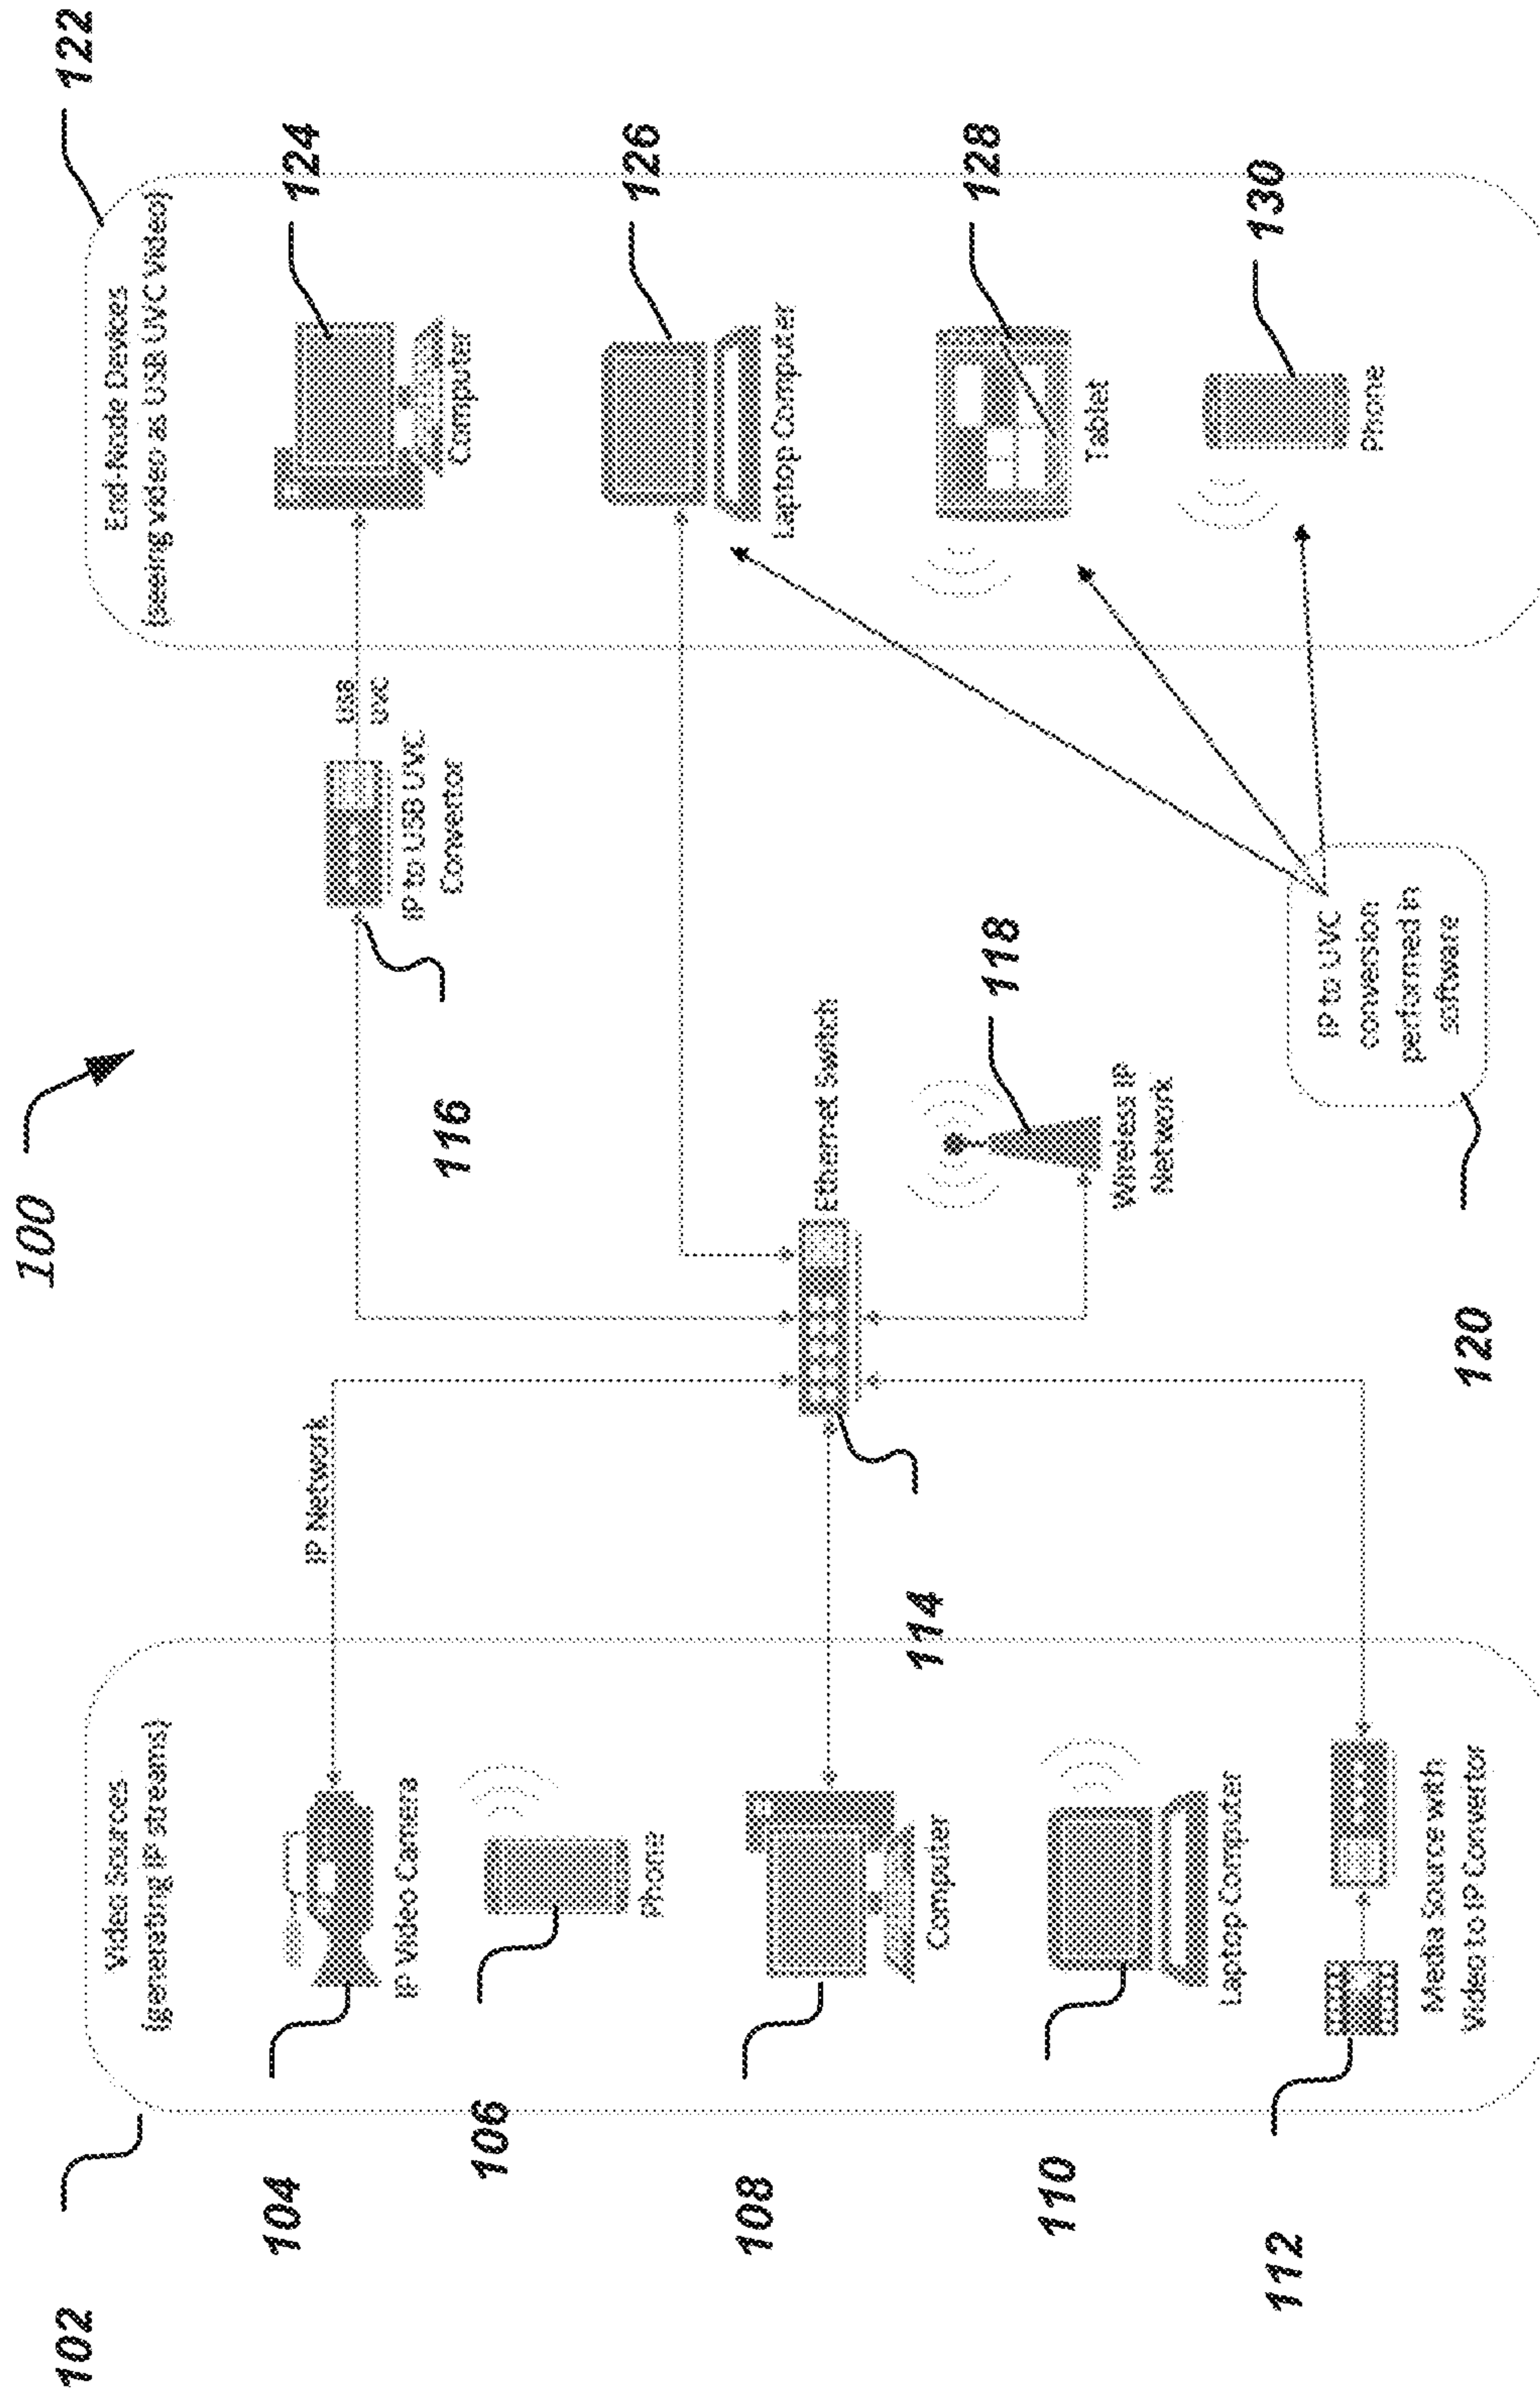 100
102
Video Sources
(generating IP streams)
104
IP Video Camera
106
Phone
108
Computer
110
Laptop Computer
112
Media Source with
Video to IP Convertor
IP Network
114
Ethernet Switch
116
IP to USB UVC
Convertor
USB
UVC
118
Wireless IP
Network
120
IP to UVC
conversion
performed in
software
122
End-Node Devices
(seeing video as USB UVC Video)
124
Computer
126
Laptop Computer
128
Tablet
130
Phone